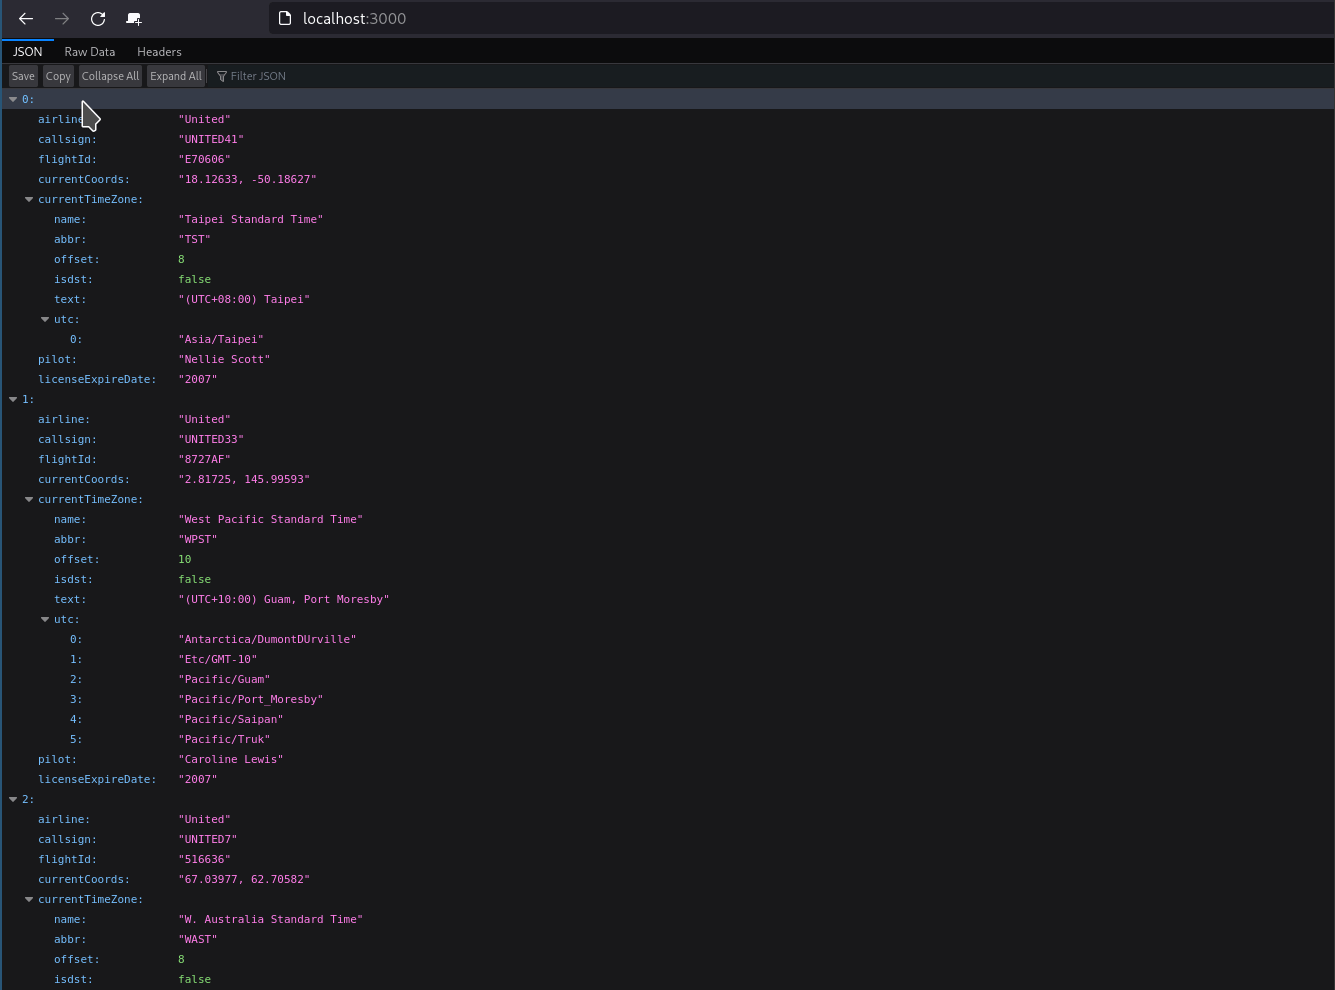 localhost:3000
JSON Raw Data Headers
Save Copy Collapse All Expand All Filter JSON
0:
airline "United"
callsign: "UNITED41"
flightId: "E70606"
currentCoords: "18.12633, -50.18627"
currentTimeZone:
name: "Taipei Standard Time"
abbr: "TST"
offset: 8
isdst: false
text: "(UTC+08:00) Taipei"
utc:
0: "Asia/Taipei"
pilot: "Nellie Scott"
licenseExpireDate: "2007"
1:
airline: "United"
callsign: "UNITED33"
flightId: "8727AF"
currentCoords: "2.81725, 145.99593"
currentTimeZone:
name: "West Pacific Standard Time"
abbr: "WPST"
offset: 10
isdst: false
text: "(UTC+10:00) Guam, Port Moresby"
utc:
0: "Antarctica/DumontDUrville"
1: "Etc/GMT-10"
2: "Pacific/Guam"
3: "Pacific/Port_Moresby"
4: "Pacific/Saipan"
5: "Pacific/Truk"
pilot: "Caroline Lewis"
licenseExpireDate: "2007"
2:
airline: "United"
callsign: "UNITED7"
flightId: "516636"
currentCoords: "67.03977, 62.70582"
currentTimeZone:
name: "W. Australia Standard Time"
abbr: "WAST"
offset: 8
isdst: false